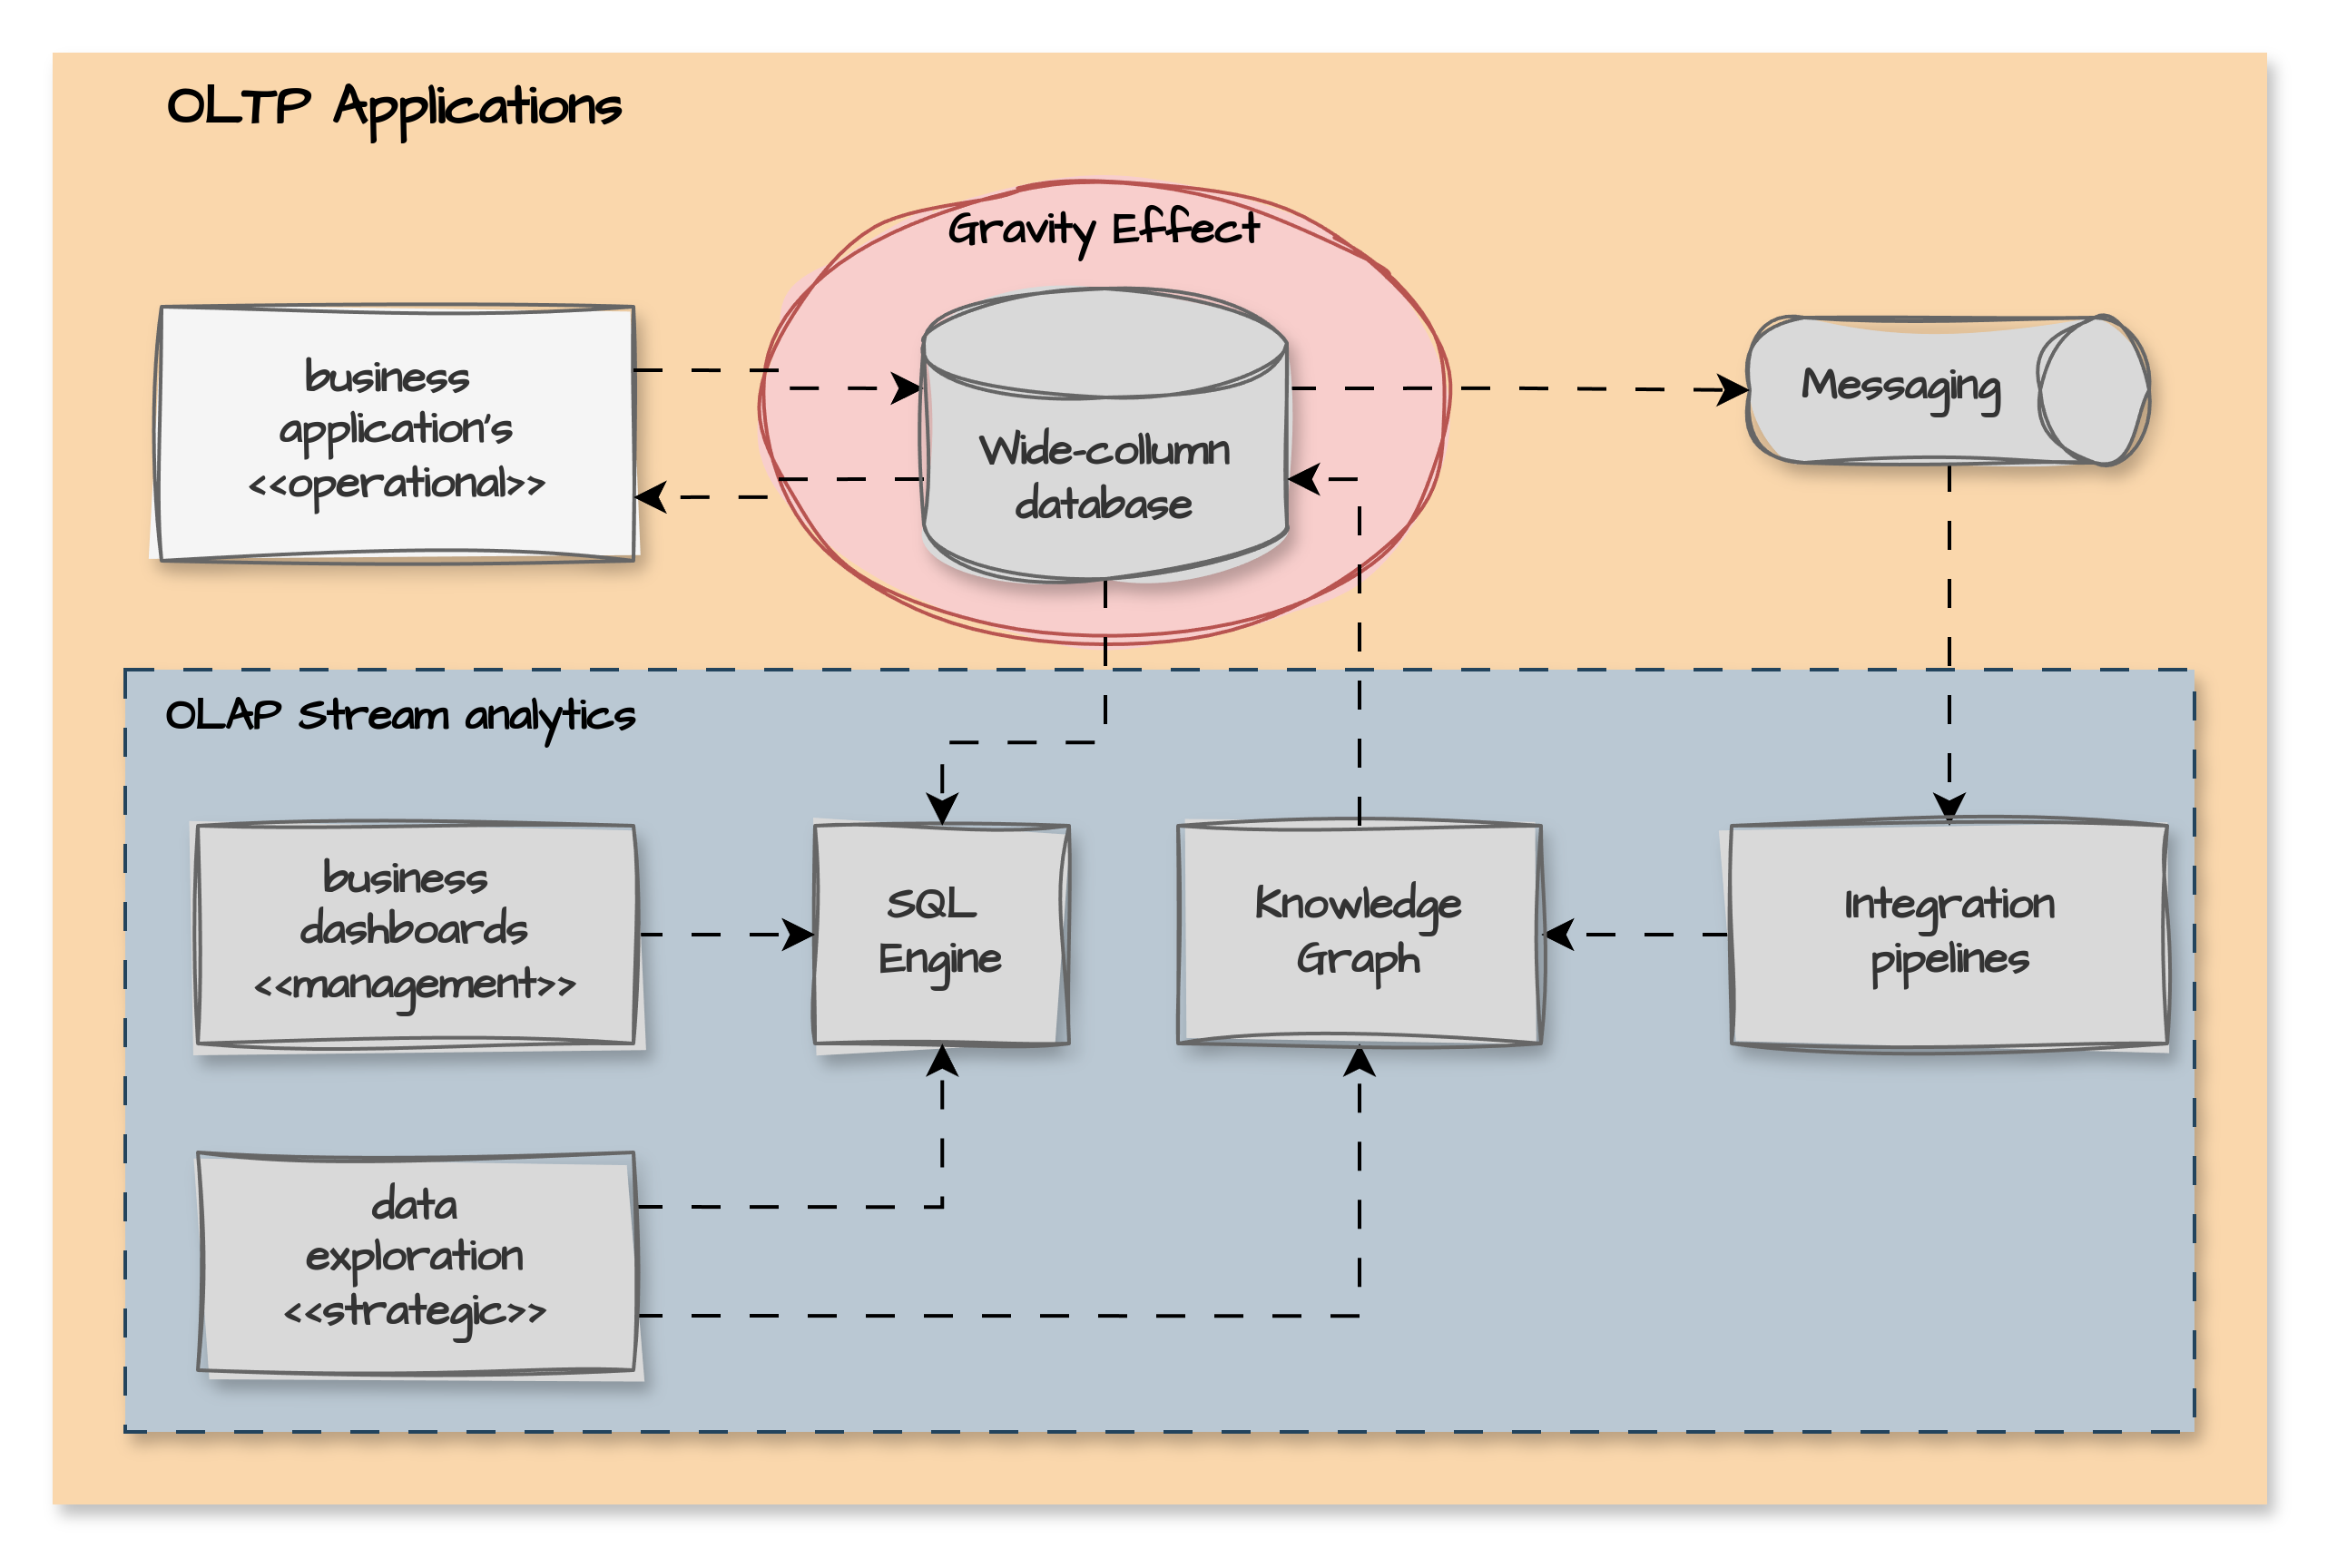 OLTP Applications
Gravity Effect
business
application's
<<operational>>
Wide-collumn
database
Messaging
OLAP Stream analytics
business
dashboards
<<management>>
SQL
Engine
Knowledge
Graph
Integration
pipelines
data
exploration
<<strategic>>